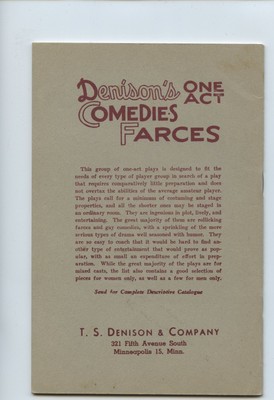 Denison's ONE
ACT
COMEDIES
FARCES
This group of one-act plays is designed to fit the
needs of every type of player group in search of a play
that requires comparatively little preparation and does
not overtax the abilities of the average amateur player.
The plays call for a minimum of costuming and stage
properties, and all the shorter ones may be staged in
an ordinary room. They are ingenious in plot, lively, and
entertaining. The great majority of them are rollicking
farces and gay comedies, with a sprinkling of the more
serious types of drama well seasoned with humor. They
are so easy to reach that it would be hard to find an-
other type of entertainment that would prove as pop-
ular, with as small an expenditure of effort in prep-
aration. While the great majority of the plays are for
mixed casts, the list also contains a good selection of
pieces for women only, as well as a few for men only.
Send for Complete Descriptive Catalogue
T. S. DENISON & COMPANY
321 Fifth Avenue South
Minneapolis 15, Minn.